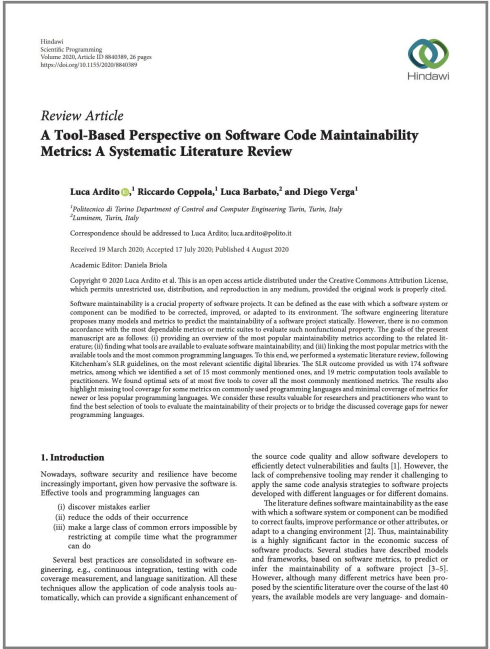 Hindawi
Scientific Programming
Volume 2020, Article ID 8840389, 26 pages
https://doi.org/10.1155/2020/8840389
Hindawi
Review Article
A Tool-Based Perspective on Software Code Maintainability
Metrics: A Systematic Literature Review
Luca Ardito iD,1 Riccardo Coppola,1 Luca Barbato,2 and Diego Verga1
1Politecnico di Torino Department of Control and Computer Engineering Turin, Turin, Italy
2Luminem, Turin, Italy
Correspondence should be addressed to Luca Ardito; luca.ardito@polito.it
Received 19 March 2020; Accepted 17 July 2020; Published 4 August 2020
Academic Editor: Daniela Briola
Copyright © 2020 Luca Ardito et al. This is an open access article distributed under the Creative Commons Attribution License,
which permits unrestricted use, distribution, and reproduction in any medium, provided the original work is properly cited.
Software maintainability is a crucial property of software projects. It can be defined as the ease with which a software system or
component can be modified to be corrected, improved, or adapted to its environment. The software engineering literature
proposes many models and metrics to predict the maintainability of a software project statically. However, there is no common
accordance with the most dependable metrics or metric suites to evaluate such nonfunctional property. The goals of the present
manuscript are as follows: (i) providing an overview of the most popular maintainability metrics according to the related lit-
erature; (ii) finding what tools are available to evaluate software maintainability; and (iii) linking the most popular metrics with the
available tools and the most common programming languages. To this end, we performed a systematic literature review, following
Kitchenham's SLR guidelines, on the most relevant scientific digital libraries. The SLR outcome provided us with 174 software
metrics, among which we identified a set of 15 most commonly mentioned ones, and 19 metric computation tools available to
practitioners. We found optimal sets of at most five tools to cover all the most commonly mentioned metrics. The results also
highlight missing tool coverage for some metrics on commonly used programming languages and minimal coverage of metrics for
newer or less popular programming languages. We consider these results valuable for researchers and practitioners who want to
find the best selection of tools to evaluate the maintainability of their projects or to bridge the discussed coverage gaps for newer
programming languages.
1. Introduction
Nowadays, software security and resilience have become
increasingly important, given how pervasive the software is.
Effective tools and programming languages can
(i) discover mistakes earlier
(ii) reduce the odds of their occurrence
(iii) make a large class of common errors impossible by
restricting at compile time what the programmer
can do
Several best practices are consolidated in software en-
gineering, e.g., continuous integration, testing with code
coverage measurement, and language sanitization. All these
techniques allow the application of code analysis tools au-
tomatically, which can provide a significant enhancement of
the source code quality and allow software developers to
efficiently detect vulnerabilities and faults [1]. However, the
lack of comprehensive tooling may render it challenging to
apply the same code analysis strategies to software projects
developed with different languages or for different domains.
The literature defines software maintainability as the ease
with which a software system or component can be modified
to correct faults, improve performance or other attributes, or
adapt to a changing environment [2]. Thus, maintainability
is a highly significant factor in the economic success of
software products. Several studies have described models
and frameworks, based on software metrics, to predict or
infer the maintainability of a software project [3–5].
However, although many different metrics have been pro-
posed by the scientific literature over the course of the last 40
years, the available models are very language- and domain-